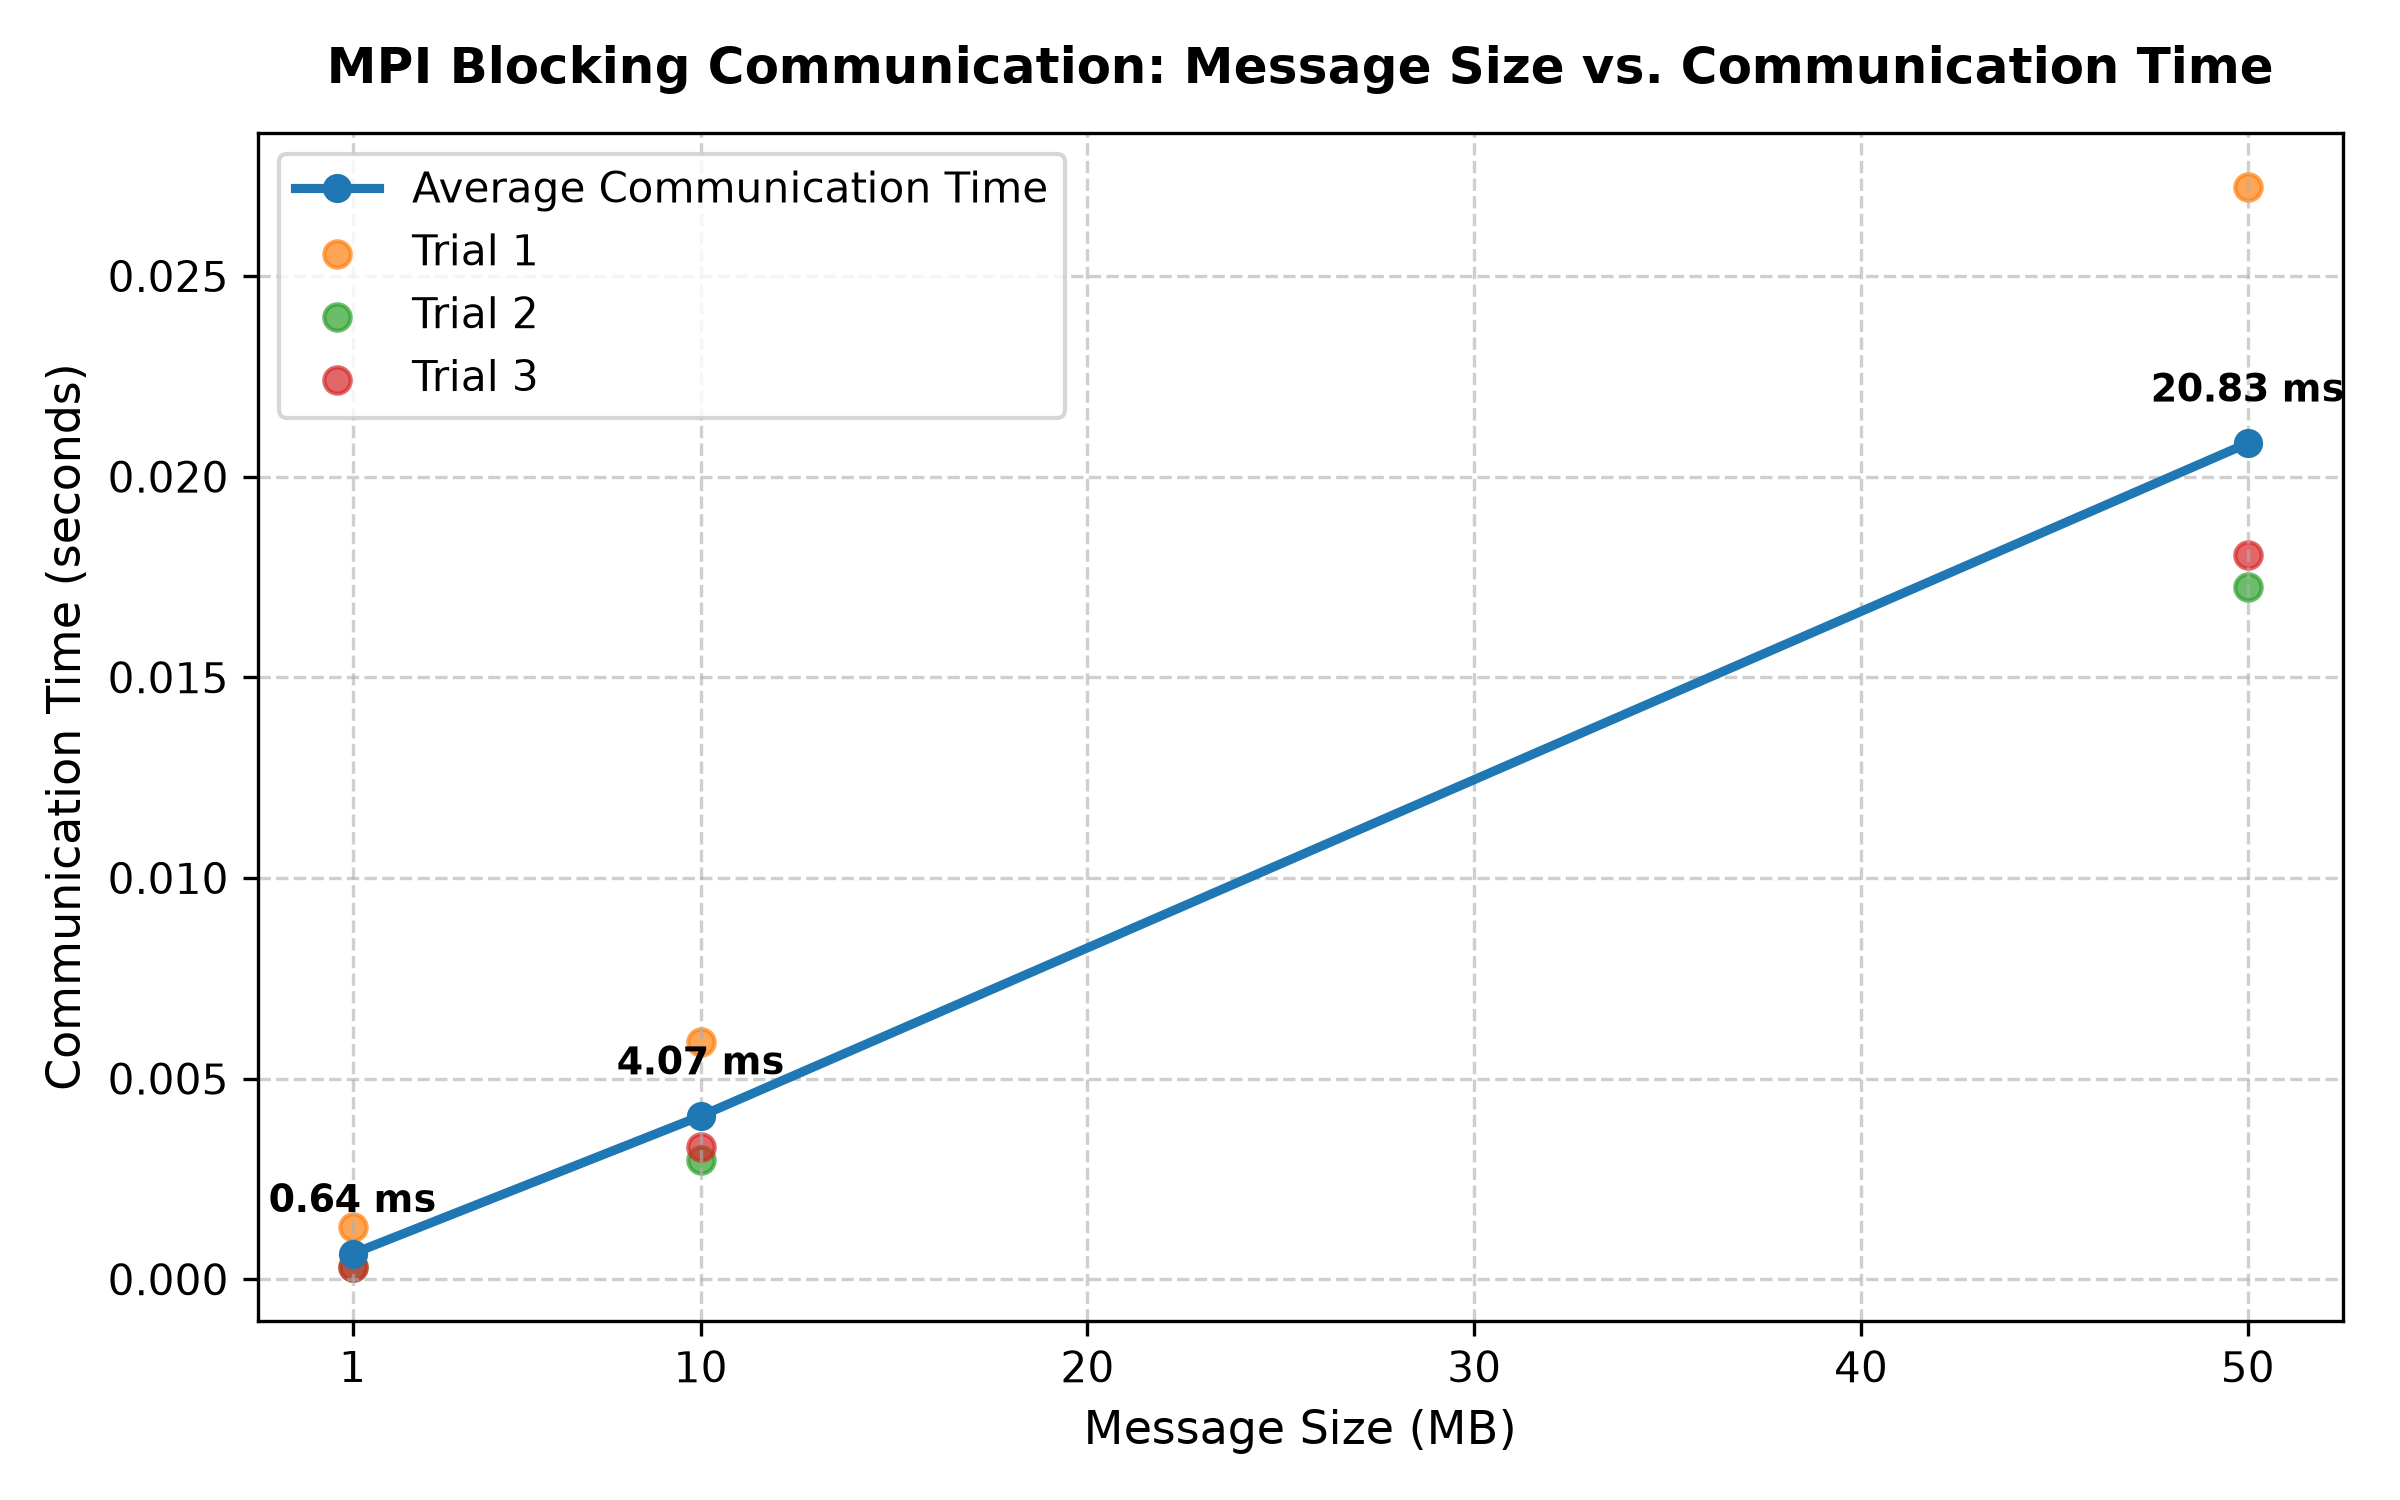 MPI Blocking Communication: Message Size vs. Communication Time
Average Communication Time
Trial 1
Trial 2
Trial 3
Communication Time (seconds)
0.025
0.020
0.015
0.010
0.005
0.000
20.83 ms
4.07 ms
0.64 ms
1
10
20
30
40
50
Message Size (MB)